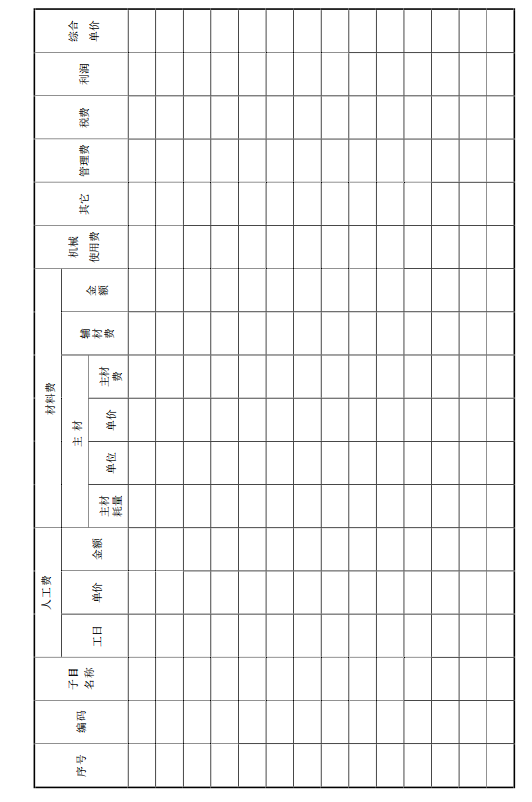 序号
编码
子目
名称
人工费
工日
单价
金额
材料费
主 材
主材
耗量
单位
单价
主材
费
辅
材
费
金
额
机械
使用费
其它
管理费
税费
利润
综合
单价